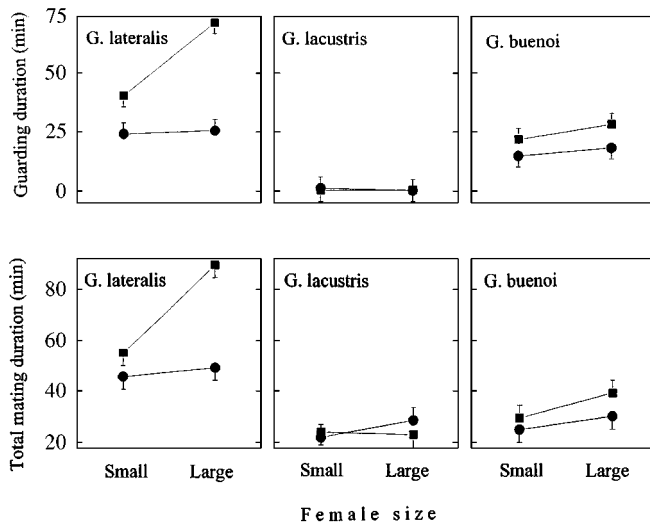 Guarding duration (min)
75
50
25
0
G. lateralis
G. lacustris
G. buenoi
Total mating duration (min)
80
60
40
20
G. lateralis
G. lacustris
G. buenoi
Small Large Small Large Small Large
Female size